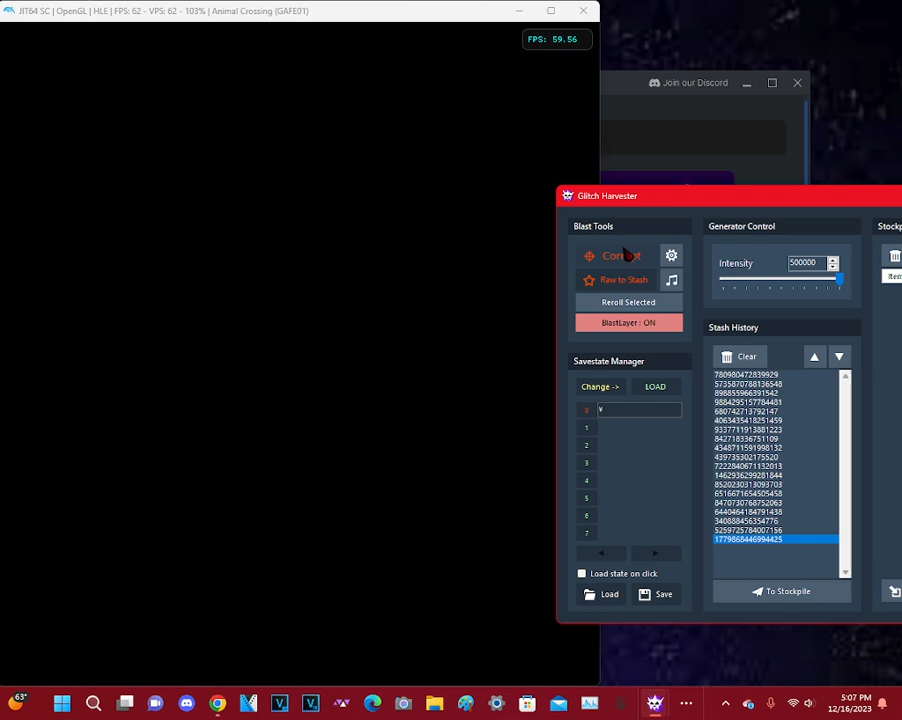 JIT64 SC | OpenGL | HLE | FPS: 62 - VPS: 62 - 103% | Animal Crossing (GAFE01)
FPS: 59.56
Join our Discord
Glitch Harvester
Blast Tools
Corrupt
Raw to Stash
Reroll Selected
BlastLayer : ON
Generator Control
Intensity
500000
Stockp
Item
Savestate Manager
Change ->
LOAD
0
¥
1
2
3
4
5
6
7
Load state on click
Load
Save
Stash History
Clear
780980472839929
5735870788136548
898855966391542
9884295157784481
680742713792147
4063435418251459
9337711913881223
842718336751109
4348711591998132
439735302175520
7222840671132013
1462936299281844
8520230313093703
6516671654505458
8470730768752063
6440464184791438
340888456354776
5259725784007156
1779868446994425
To Stockpile
63°
5:07 PM
12/16/2023